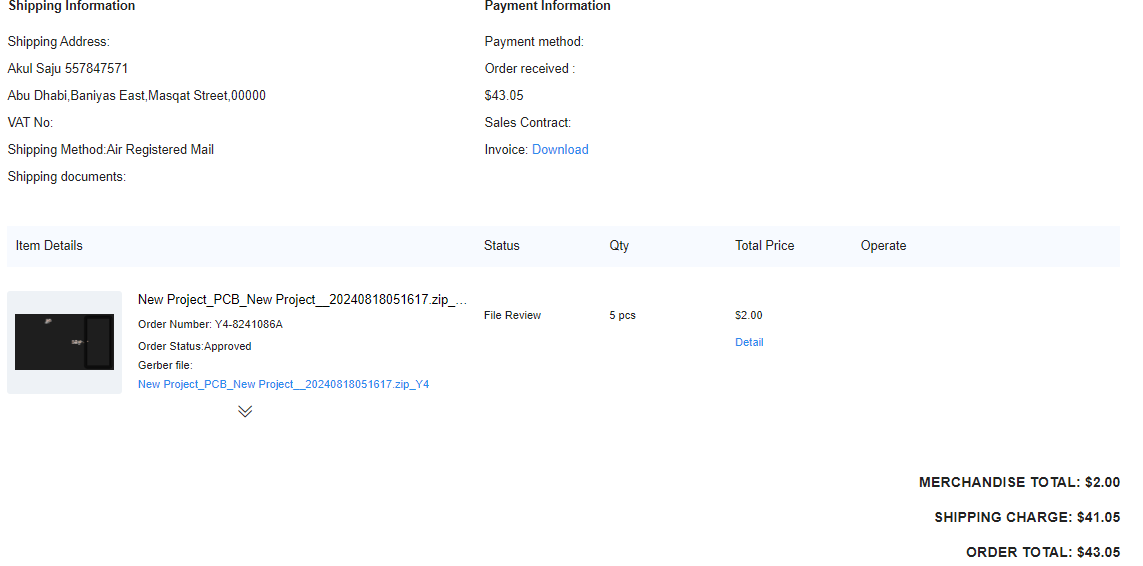 Shipping Information
Shipping Address:
Akul Saju 557847571
Abu Dhabi,Baniyas East,Masqat Street,00000
VAT No:
Shipping Method:Air Registered Mail
Shipping documents:
Payment Information
Payment method:
Order received :
$43.05
Sales Contract:
Invoice: Download
Item Details Status Qty Total Price Operate
New Project_PCB_New Project__20240818051617.zip_...
Order Number: Y4-8241086A
Order Status:Approved
Gerber file:
New Project_PCB_New Project__20240818051617.zip_Y4
File Review
5 pcs
$2.00
Detail
MERCHANDISE TOTAL: $2.00
SHIPPING CHARGE: $41.05
ORDER TOTAL: $43.05